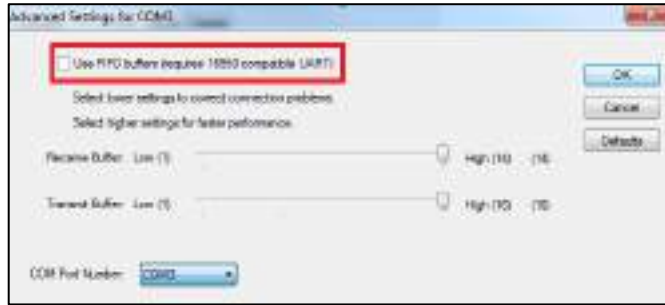 Advanced Settings for COM3
Use FIFO buffers (requires 16550 compatible UART)
OK
Select lower settings to correct connection problems.
Cancel
Select higher settings for faster performance.
Defaults
Receive Buffer: Low (1) High (14) (14)
Transmit Buffer: Low (1) High (16) (16)
COM Port Number: COM3